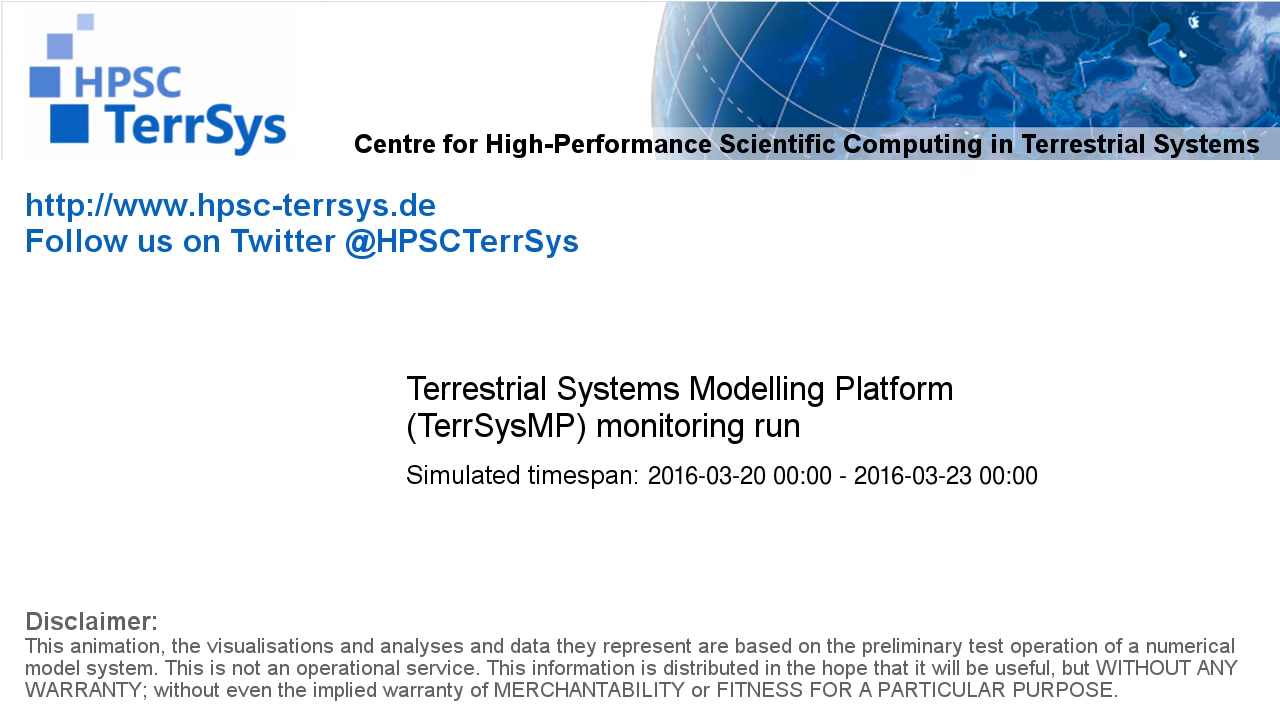 HPSC
TerrSys
Centre for High-Performance Scientific Computing in Terrestrial Systems
http://www.hpsc-terrsys.de
Follow us on Twitter @HPSCTerrSys
Terrestrial Systems Modelling Platform
(TerrSysMP) monitoring run
Simulated timespan: 2016-03-20 00:00 - 2016-03-23 00:00
Disclaimer:
This animation, the visualisations and analyses and data they represent are based on the preliminary test operation of a numerical
model system. This is not an operational service. This information is distributed in the hope that it will be useful, but WITHOUT ANY
WARRANTY; without even the implied warranty of MERCHANTABILITY or FITNESS FOR A PARTICULAR PURPOSE.